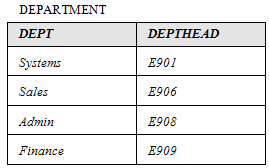 DEPARTMENT
DEPT DEPTHEAD
Systems E901
Sales E906
Admin E908
Finance E909